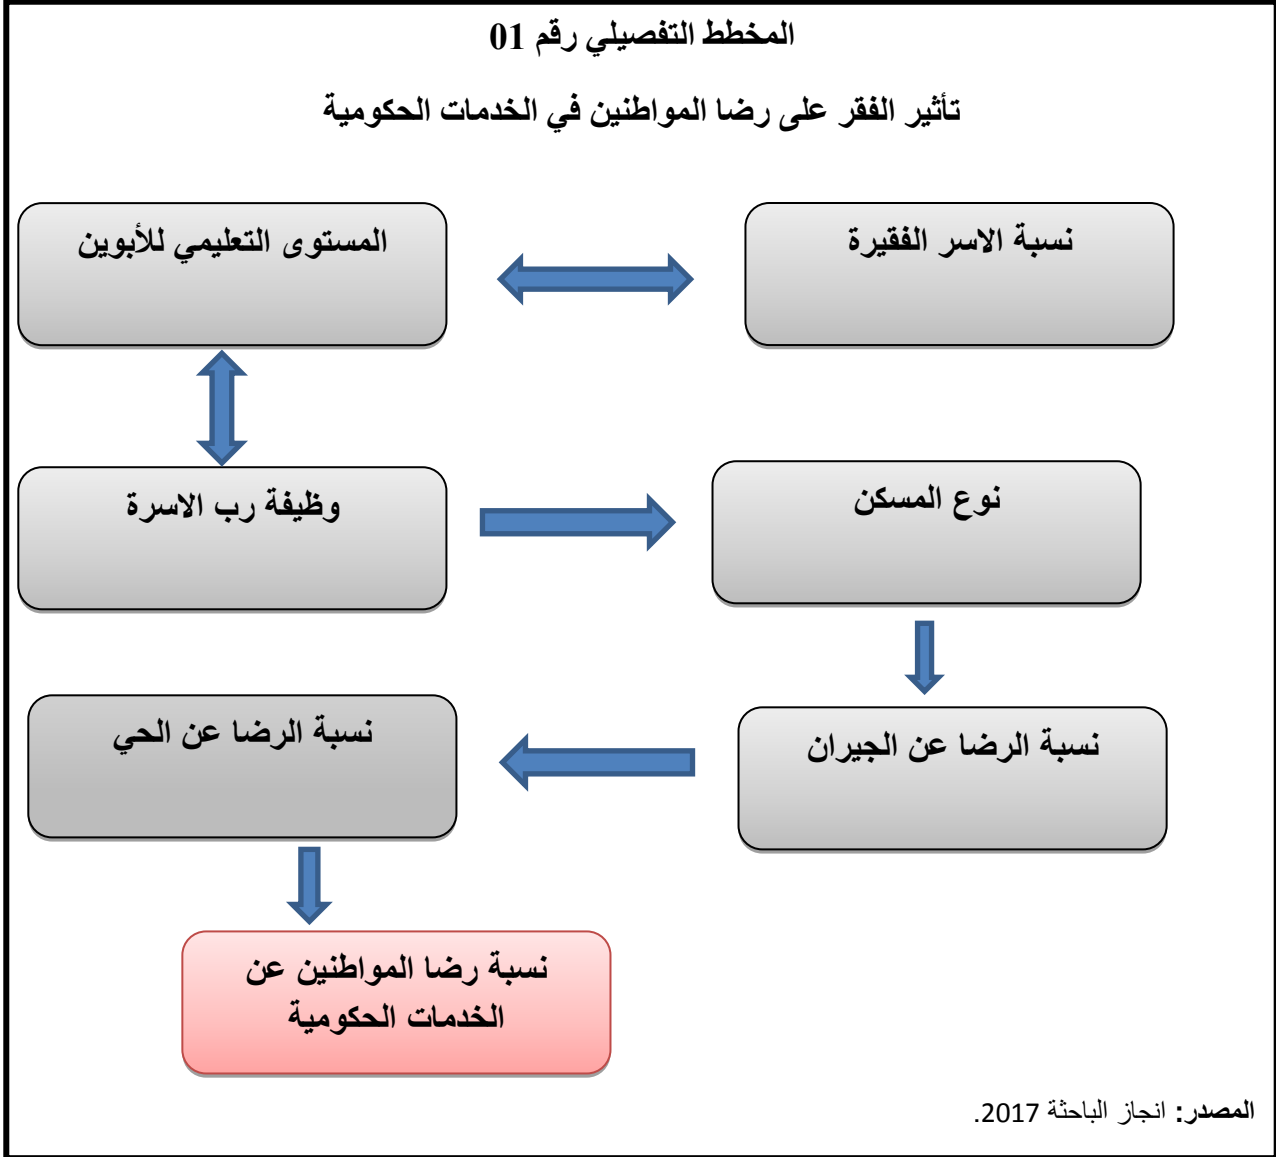 المخطط التفصيلي رقم 01
تأثير الفقر على رضا المواطنين في الخدمات الحكومية
نسبة الاسر الفقيرة
المستوى التعليمي للأبوين
وظيفة رب الاسرة
نوع المسكن
نسبة الرضا عن الجيران
نسبة الرضا عن الحي
نسبة رضا المواطنين عن
الخدمات الحكومية
المصدر: انجاز الباحثة 2017.